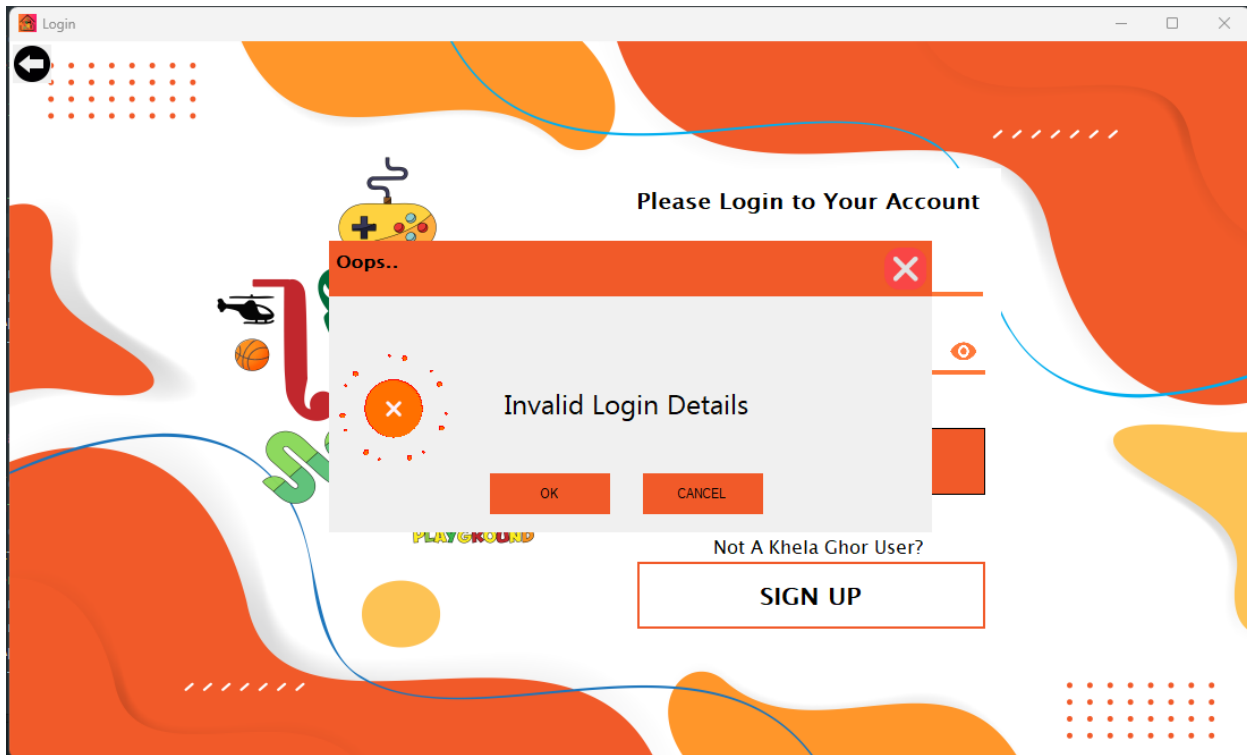 Login
Please Login to Your Account
Oops..
Invalid Login Details
OK
CANCEL
PLAYGROUND
Not A Khela Ghor User?
SIGN UP